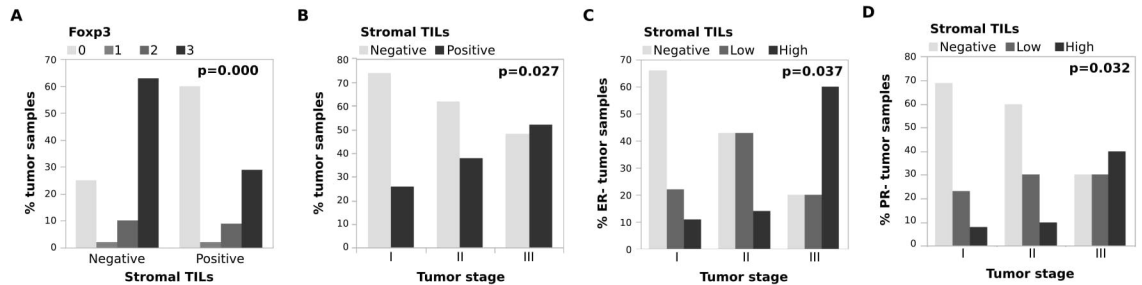 A
Foxp3
0 1 2 3
p=0.000
70
60
50
40
30
20
10
0
% tumor samples
Negative Positive
Stromal TILs
B
Stromal TILs
Negative Positive
p=0.027
80
70
60
50
40
30
20
10
0
% tumor samples
I II III
Tumor stage
C
Stromal TILs
Negative Low High
p=0.037
70
60
50
40
30
20
10
0
% ER- tumor samples
I II III
Tumor stage
D
Stromal TILs
Negative Low High
p=0.032
80
70
60
50
40
30
20
10
0
% PR- tumor samples
I II III
Tumor stage